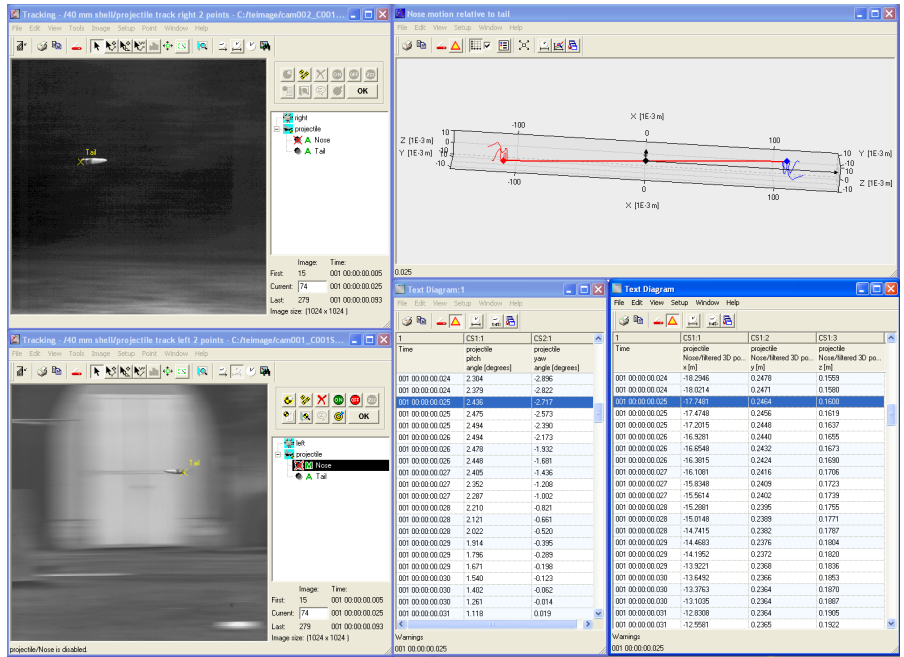 Tracking - /40 mm shell/projectile track right 2 points - C:/teimage/cam002_C001...
File Edit View Tools Image Setup Point Window Help
OK
right
projectile
A Nose
A Tail
Tail
Image: Time:
First: 15 001 00:00:00.005
Current: 74 001 00:00:00.025
Last: 279 001 00:00:00.093
Image size: (1024 x 1024 )
Nose motion relative to tail
File Edit View Setup Window Help
X [1E-3 m]
-100 0 100
Z [1E-3 m] 10 0 -10
Y [1E-3 m] 10 -10
10 Y [1E-3 m]
-10 0
-10 Z [1E-3 m]
-100 0 100
X [1E-3 m]
0.025
Tracking - /40 mm shell/projectile track left 2 points - C:/teimage/cam001_C001S...
File Edit View Tools Image Setup Point Window Help
OK
left
projectile
M Nose
A Tail
Tail
Image: Time:
First: 15 001 00:00:00.005
Current: 74 001 00:00:00.025
Last: 279 001 00:00:00.093
Image size: (1024 x 1024 )
projectile/Nose is disabled.
Text Diagram:1
File Edit View Setup Window Help
1 CS1:1 CS2:1
Time projectile projectile
pitch yaw
angle [degrees] angle [degrees]
001 00:00:00.024 2.304 -2.896
001 00:00:00.024 2.379 -2.822
001 00:00:00.025 2.436 -2.717
001 00:00:00.025 2.475 -2.573
001 00:00:00.025 2.494 -2.390
001 00:00:00.026 2.494 -2.173
001 00:00:00.026 2.478 -1.932
001 00:00:00.026 2.448 -1.681
001 00:00:00.027 2.405 -1.436
001 00:00:00.027 2.352 -1.208
001 00:00:00.027 2.287 -1.002
001 00:00:00.028 2.210 -0.821
001 00:00:00.028 2.121 -0.661
001 00:00:00.028 2.022 -0.520
001 00:00:00.029 1.914 -0.395
001 00:00:00.029 1.796 -0.289
001 00:00:00.029 1.671 -0.198
001 00:00:00.030 1.540 -0.123
001 00:00:00.030 1.402 -0.062
001 00:00:00.030 1.261 -0.014
001 00:00:00.031 1.118 0.019
Warnings
001 00:00:00.025
Text Diagram
File Edit View Setup Window Help
1 CS1:1 CS1:2 CS1:3
Time projectile projectile projectile
Nose/filtered 3D po... Nose/filtered 3D po... Nose/filtered 3D po...
x [m] y [m] z [m]
001 00:00:00.024 -18.2946 0.2478 0.1559
001 00:00:00.024 -18.0214 0.2471 0.1580
001 00:00:00.025 -17.7481 0.2464 0.1600
001 00:00:00.025 -17.4748 0.2456 0.1619
001 00:00:00.025 -17.2015 0.2448 0.1637
001 00:00:00.026 -16.9281 0.2440 0.1655
001 00:00:00.026 -16.6548 0.2432 0.1673
001 00:00:00.026 -16.3815 0.2424 0.1690
001 00:00:00.027 -16.1081 0.2416 0.1706
001 00:00:00.027 -15.8348 0.2409 0.1723
001 00:00:00.027 -15.5614 0.2402 0.1739
001 00:00:00.028 -15.2881 0.2395 0.1755
001 00:00:00.028 -15.0148 0.2389 0.1771
001 00:00:00.028 -14.7415 0.2382 0.1787
001 00:00:00.029 -14.4683 0.2376 0.1804
001 00:00:00.029 -14.1952 0.2372 0.1820
001 00:00:00.029 -13.9221 0.2368 0.1836
001 00:00:00.030 -13.6492 0.2366 0.1853
001 00:00:00.030 -13.3763 0.2364 0.1870
001 00:00:00.030 -13.1035 0.2364 0.1887
001 00:00:00.031 -12.8308 0.2364 0.1905
001 00:00:00.031 -12.5581 0.2365 0.1922
Warnings
001 00:00:00.025